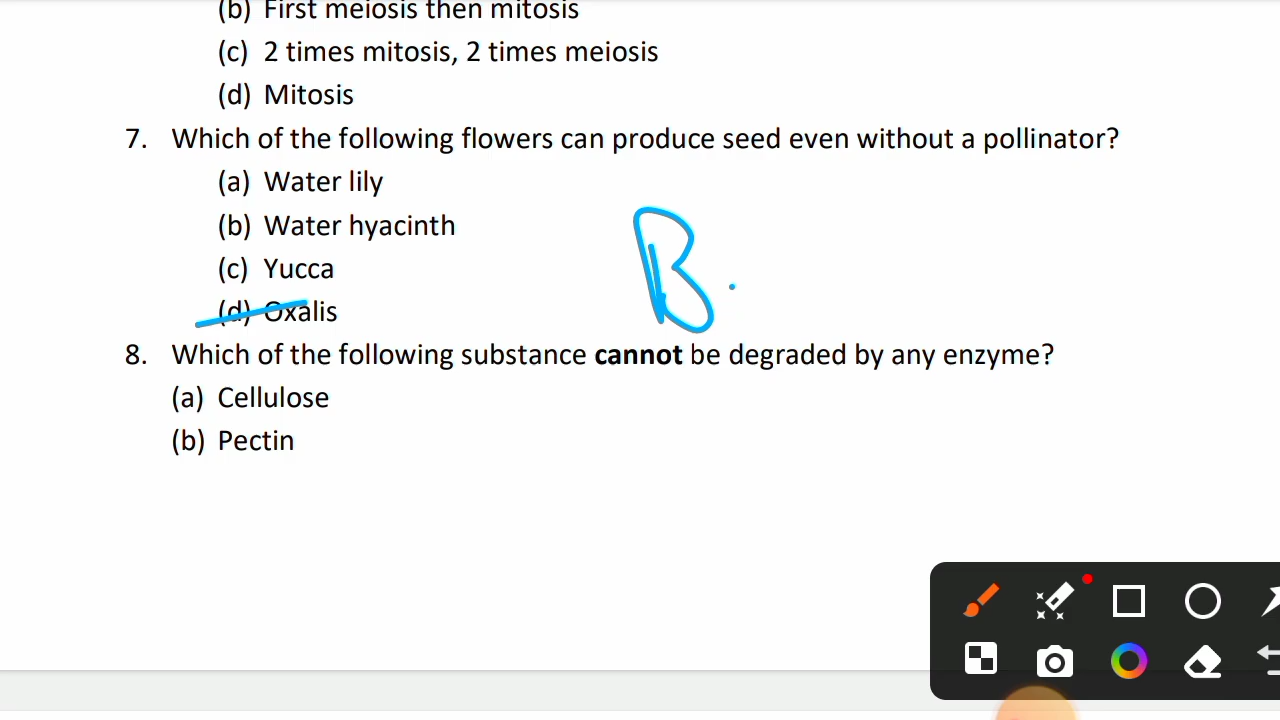 (b) First meiosis then mitosis
(c) 2 times mitosis, 2 times meiosis
(d) Mitosis
7. Which of the following flowers can produce seed even without a pollinator?
(a) Water lily
(b) Water hyacinth
(c) Yucca
(d) Oxalis
B.
8. Which of the following substance cannot be degraded by any enzyme?
(a) Cellulose
(b) Pectin